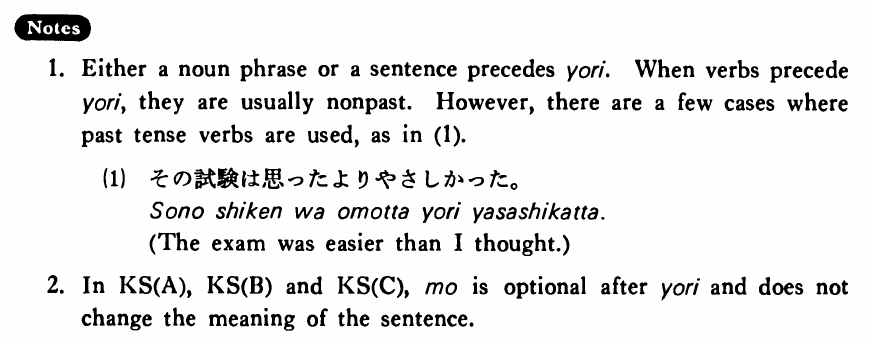 Notes
1. Either a noun phrase or a sentence precedes yori. When verbs precede
yori, they are usually nonpast. However, there are a few cases where
past tense verbs are used, as in (1).
(1) その試験は思ったよりやさしかった。
Sono shiken wa omotta yori yasashikatta.
(The exam was easier than I thought.)
2. In KS(A), KS(B) and KS(C), mo is optional after yori and does not
change the meaning of the sentence.